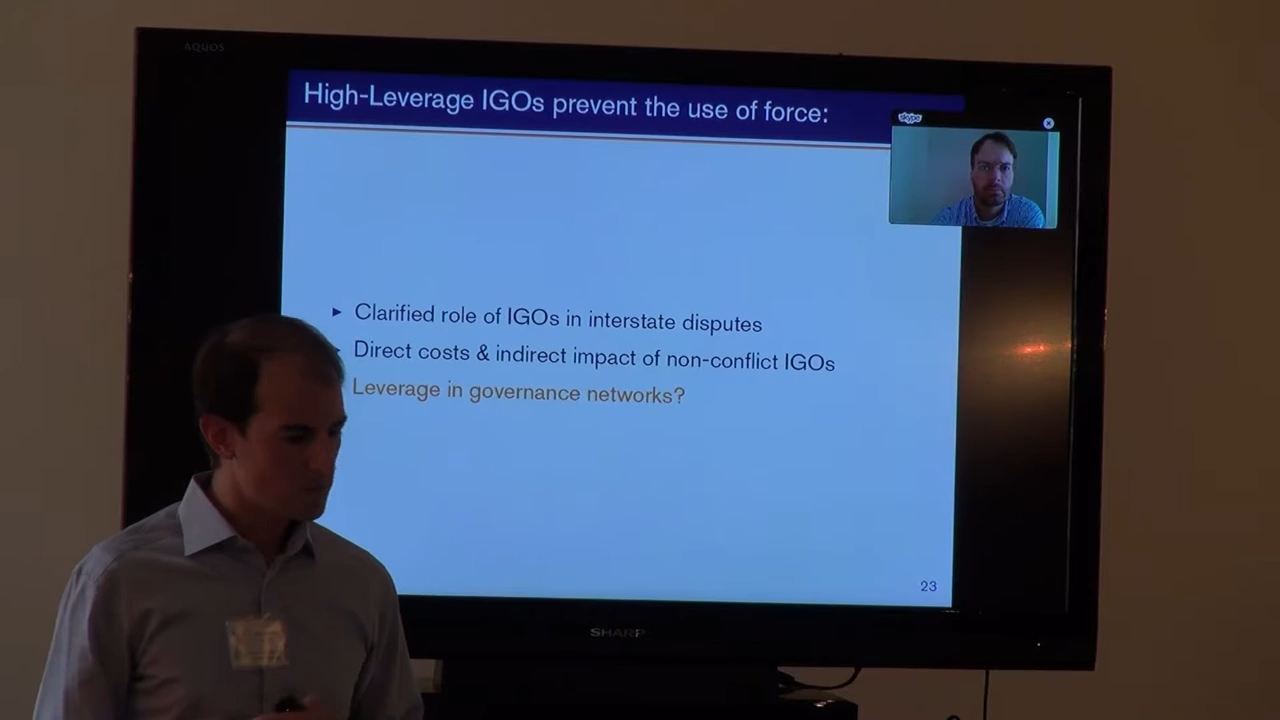 AQUOS
High-Leverage IGOs prevent the use of force:
skype
Clarified role of IGOs in interstate disputes
Direct costs & indirect impact of non-conflict IGOs
Leverage in governance networks?
23
SHARP